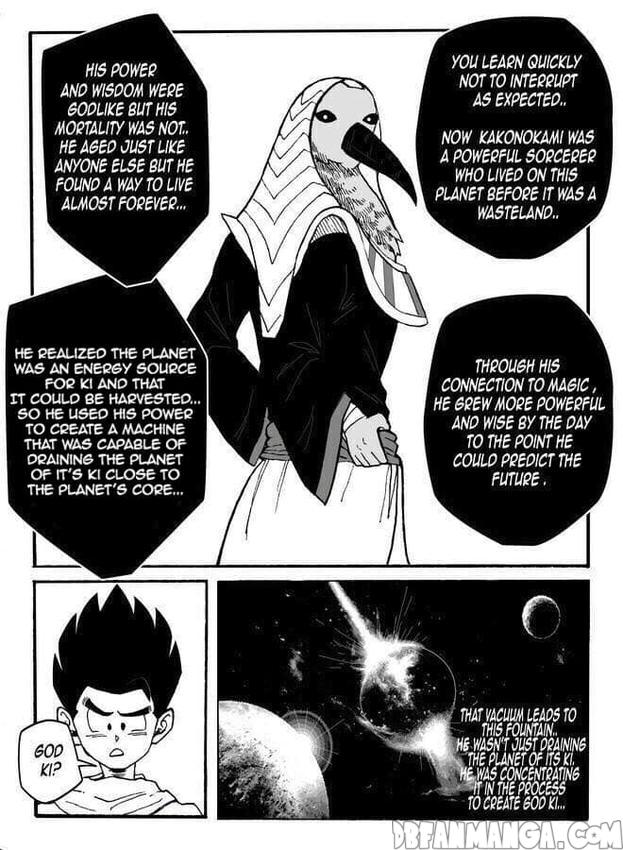 YOU LEARN QUICKLY
NOT TO INTERRUPT
AS EXPECTED..
NOW KAKONOKAMI WAS
A POWERFUL SORCERER
WHO LIVED ON THIS
PLANET BEFORE IT WAS A
WASTELAND..
THROUGH HIS
CONNECTION TO MAGIC ,
HE GREW MORE POWERFUL
AND WISE BY THE DAY
TO THE POINT HE
COULD PREDICT THE
FUTURE .
HIS POWER
AND WISDOM WERE
GODLIKE BUT HIS
MORTALITY WAS NOT..
HE AGED JUST LIKE
ANYONE ELSE BUT HE
FOUND A WAY TO LIVE
ALMOST FOREVER...
HE REALIZED THE PLANET
WAS AN ENERGY SOURCE
FOR KI AND THAT
IT COULD BE HARVESTED...
SO HE USED HIS POWER
TO CREATE A MACHINE
THAT WAS CAPABLE OF
DRAINING THE PLANET
OF IT'S KI CLOSE TO
THE PLANET'S CORE...
THAT VACUUM LEADS TO
THIS FOUNTAIN..
HE WASN'T JUST DRAINING
THE PLANET OF ITS KI.
HE WAS CONCENTRATING
IT IN THE PROCESS
TO CREATE GOD KI...
GOD
KI?
DBFANMANGA.COM